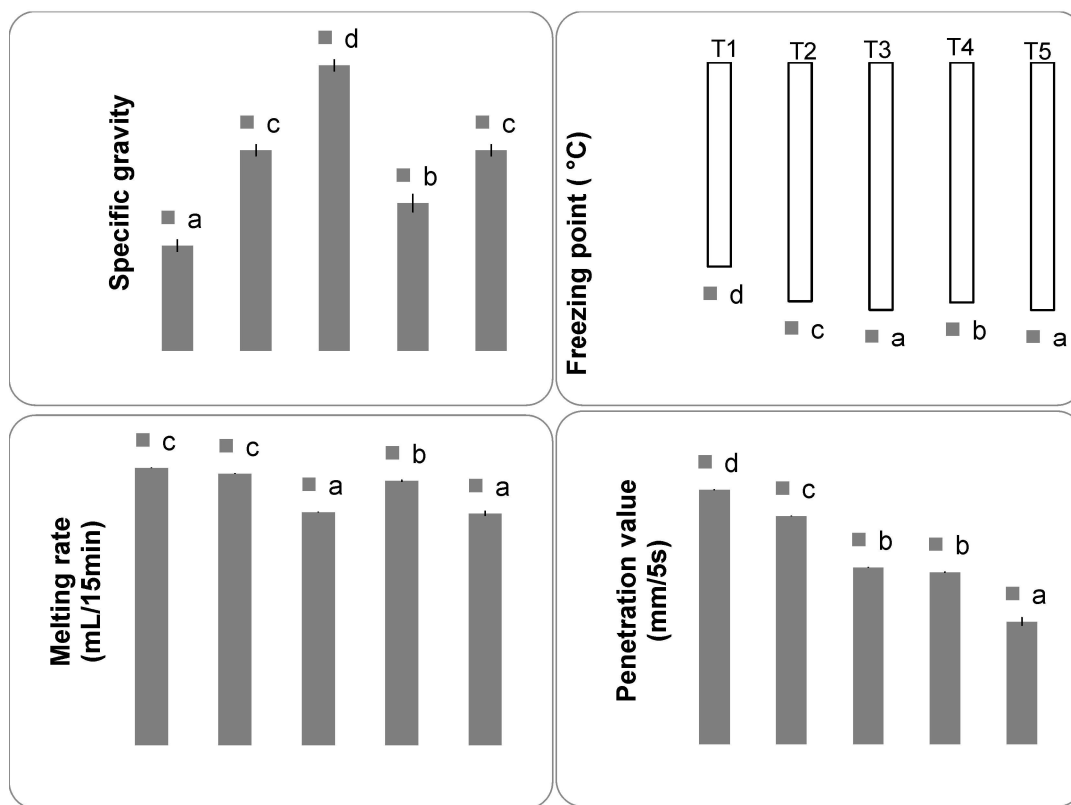 Specific gravity
a
c
d
b
c
Freezing point ( °C)
T1
T2
T3
T4
T5
d
c
a
b
a
Melting rate
(mL/15min)
c
c
a
b
a
Penetration value
(mm/5s)
d
c
b
b
a